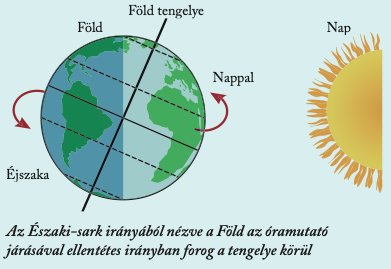 Föld tengelye
Föld
Nap
Nappal
Éjszaka
Az Északi-sark irányából nézve a Föld az óramutató
járásával ellentétes irányban forog a tengelye körül